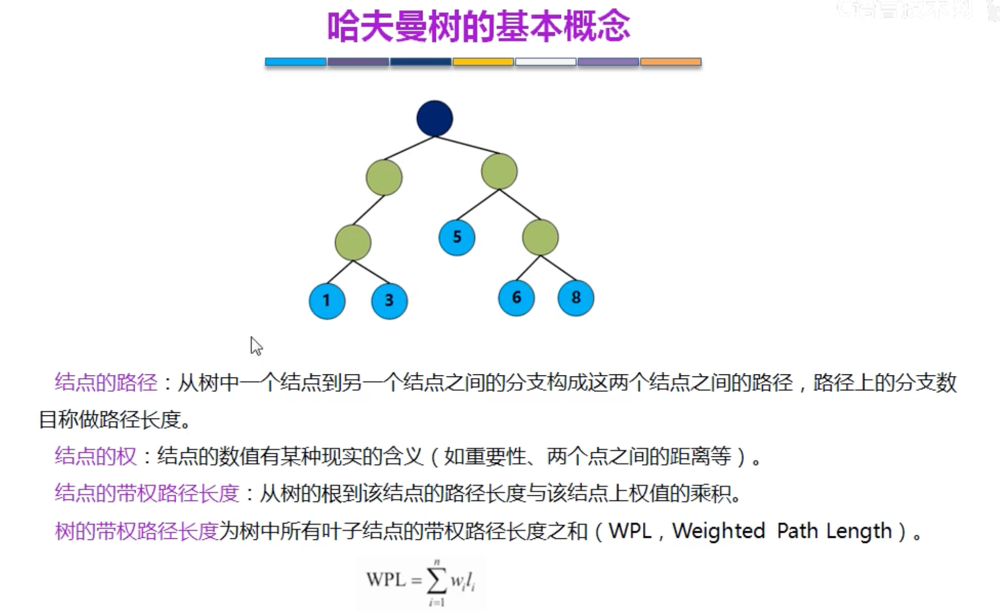 哈夫曼树的基本概念
5
1 3 6 8
结点的路径：从树中一个结点到另一个结点之间的分支构成这两个结点之间的路径，路径上的分支数
目称做路径长度。
结点的权：结点的数值有某种现实的含义（如重要性、两个点之间的距离等）。
结点的带权路径长度：从树的根到该结点的路径长度与该结点上权值的乘积。
树的带权路径长度为树中所有叶子结点的带权路径长度之和（WPL，Weighted Path Length）。
WPL = ∑ᵢ₌₁ⁿ wᵢlᵢ